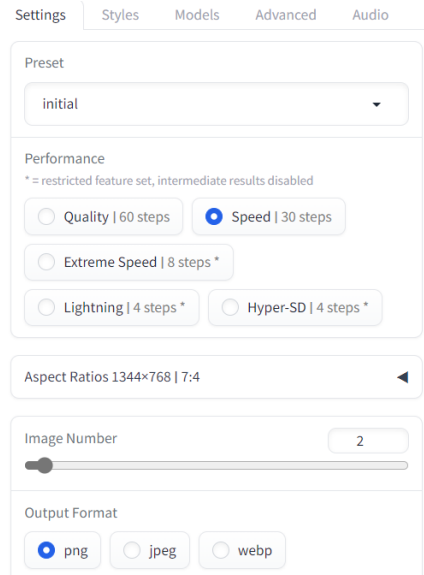 Settings Styles Models Advanced Audio
Preset
initial
Performance
* = restricted feature set, intermediate results disabled
Quality | 60 steps Speed | 30 steps
Extreme Speed | 8 steps *
Lightning | 4 steps * Hyper-SD | 4 steps *
Aspect Ratios 1344×768 | 7:4
Image Number 2
Output Format
png jpeg webp